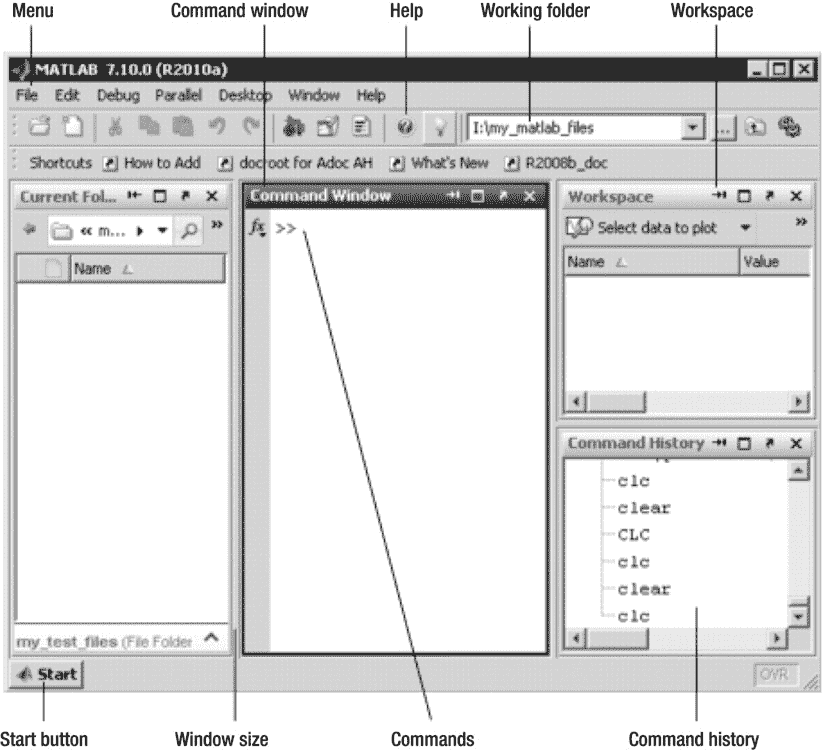 Menu Command window Help Working folder Workspace
MATLAB 7.10.0 (R2010a)
File Edit Debug Parallel Desktop Window Help
I:\my_matlab_files ...
Shortcuts How to Add docroot for Adoc AH What's New R2008b_doc
Current Fol...
« m...
Name
my_test_files (File Folder
Command Window
fx >>
Workspace
Select data to plot
Name Value
Command History
clc
clear
CLC
clc
clear
clc
Start
OVR
Start button Window size Commands Command history